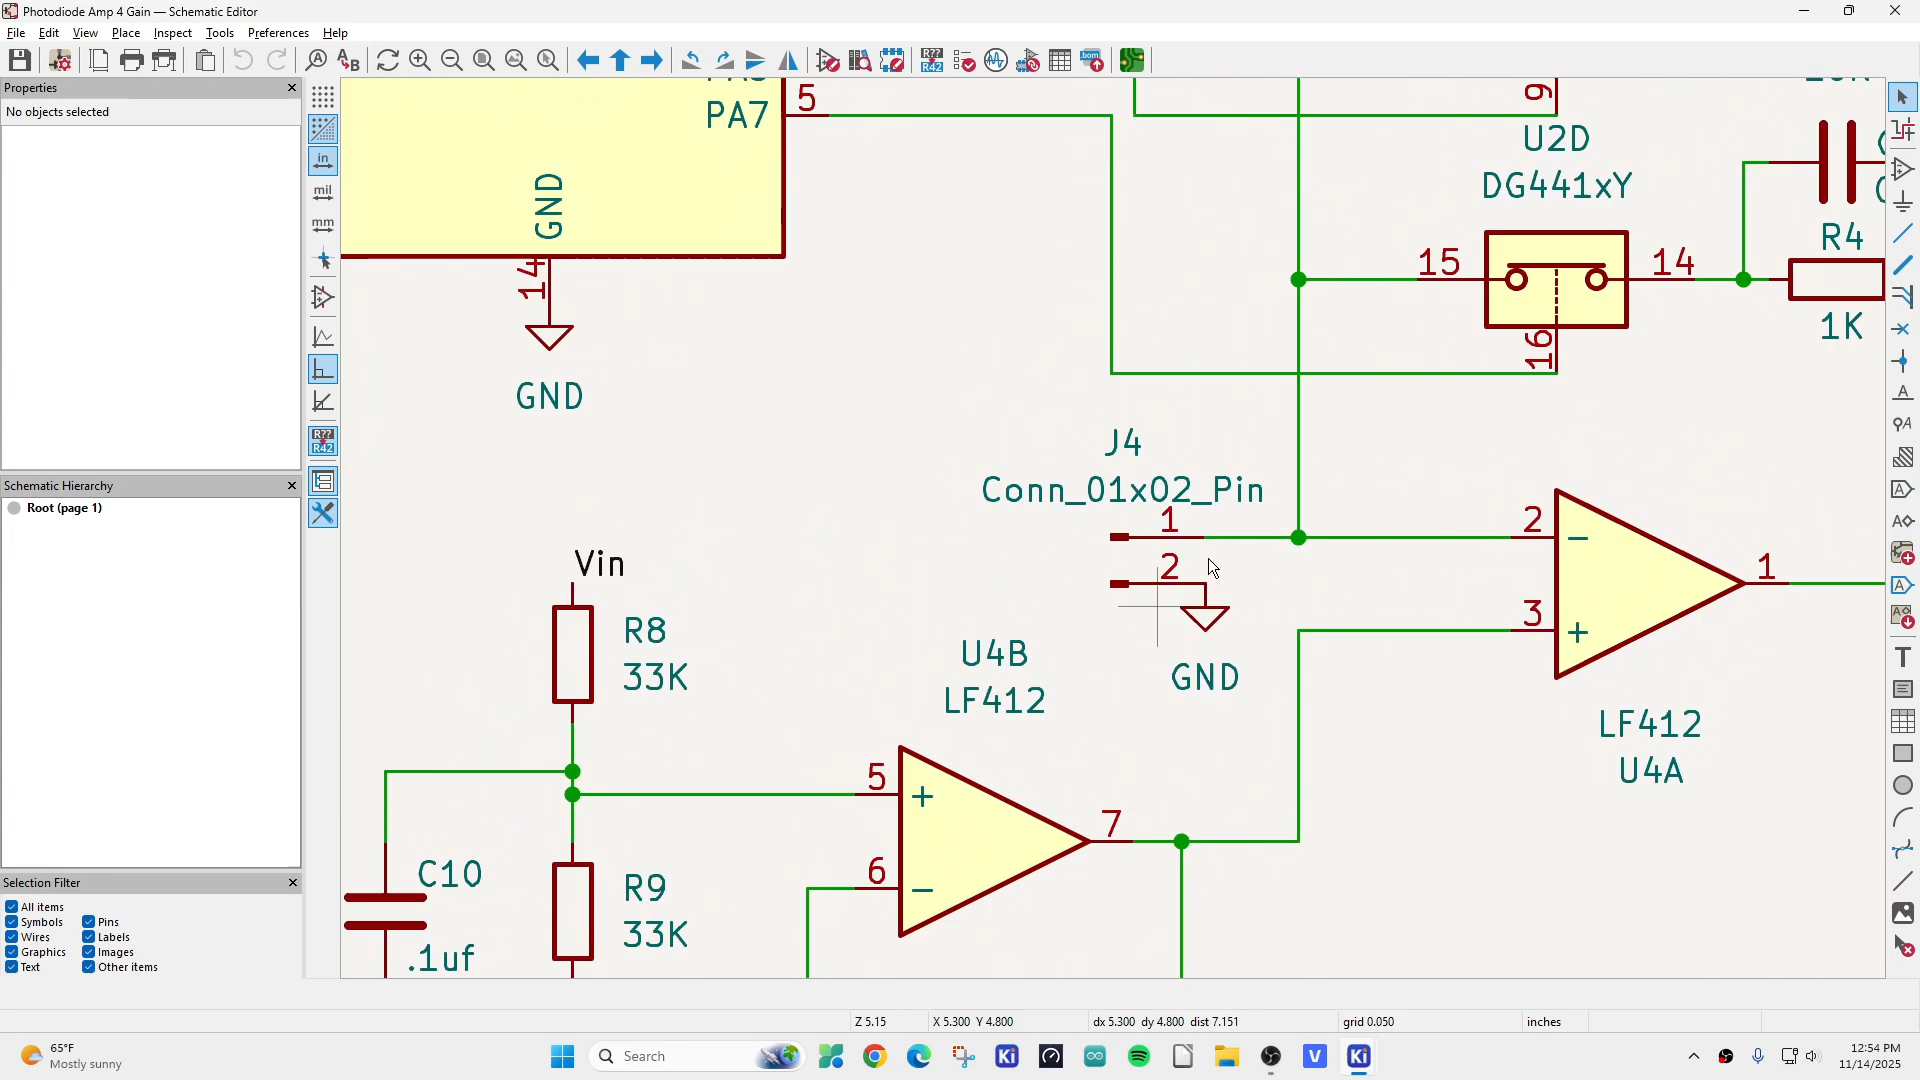 Photodiode Amp 4 Gain — Schematic Editor
File Edit View Place Inspect Tools Preferences Help
Properties
No objects selected
Schematic Hierarchy
Root (page 1)
Selection Filter
All items
Symbols Pins
Wires Labels
Graphics Images
Text Other items
in
mil
mm
R??
R42
R??
R42
bom
PA7
5
GND
14
GND
9
U2D
DG441xY
15
14
16
R4
1K
J4
Conn_01x02_Pin
1
2
GND
2
3
1
LF412
U4A
Vin
R8
33K
U4B
LF412
5
6
7
C10
.1uf
R9
33K
Z 5.15 X 5.300 Y 4.800 dx 5.300 dy 4.800 dist 7.151 grid 0.050 inches
65°F
Mostly sunny
Search
12:54 PM
11/14/2025